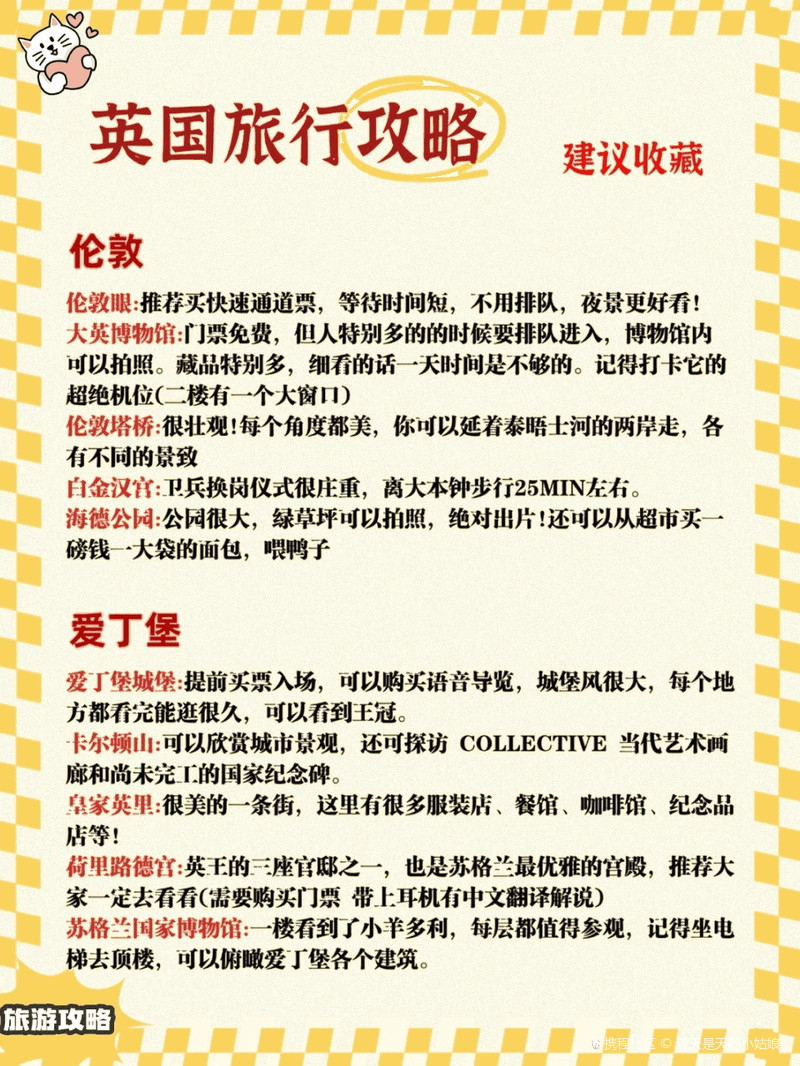 英国旅行攻略
建议收藏
伦敦
伦敦眼:推荐买快速通道票，等待时间短，不用排队，夜景更好看！
大英博物馆:门票免费，但人特别多的的时候要排队进入，博物馆内
可以拍照。藏品特别多，细看的话一天时间是不够的。记得打卡它的
超绝机位(二楼有一个大窗口)
伦敦塔桥:很壮观!每个角度都美，你可以延着泰晤士河的两岸走，各
有不同的景致
白金汉宫:卫兵换岗仪式很庄重，离大本钟步行25MIN左右。
海德公园:公园很大，绿草坪可以拍照，绝对出片!还可以从超市买一
磅钱一大袋的面包，喂鸭子
爱丁堡
爱丁堡城堡:提前买票入场，可以购买语音导览，城堡风很大，每个地
方都看完能逛很久，可以看到王冠。
卡尔顿山:可以欣赏城市景观，还可探访 COLLECTIVE 当代艺术画
廊和尚未完工的国家纪念碑。
皇家英里:很美的一条街，这里有很多服装店、餐馆、咖啡馆、纪念品
店等！
荷里路德宫:英王的三座官邸之一，也是苏格兰最优雅的宫殿，推荐大
家一定去看看(需要购买门票 带上耳机有中文翻译解说)
苏格兰国家博物馆:一楼看到了小羊多利，每层都值得参观，记得坐电
梯去顶楼，可以俯瞰爱丁堡各个建筑。
旅游攻略